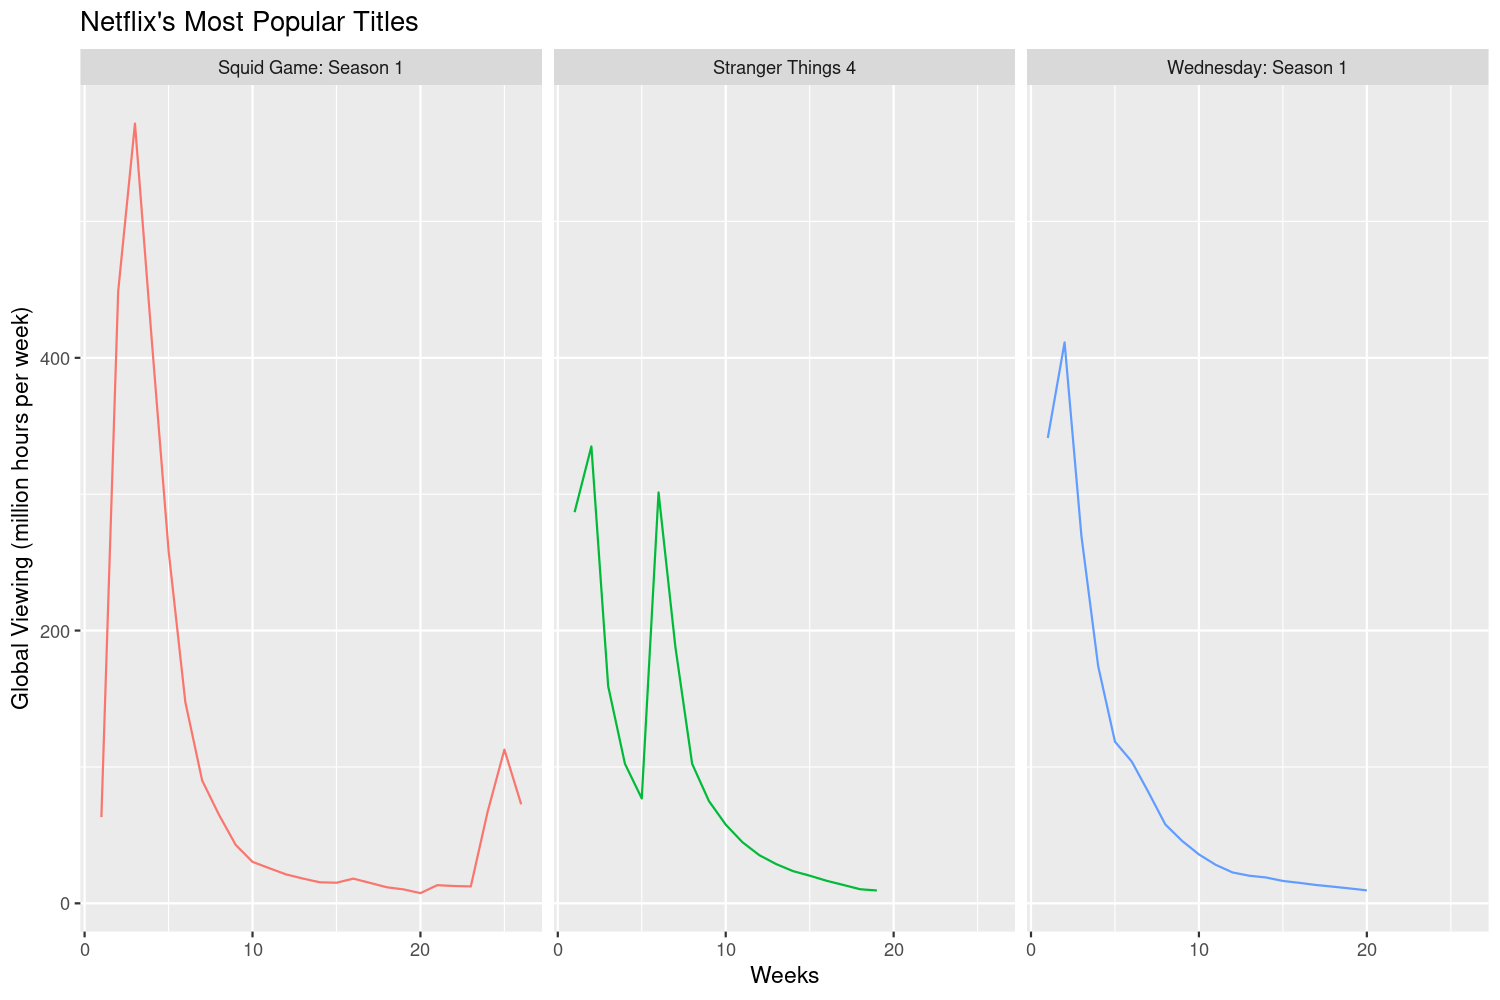 Netflix's Most Popular Titles
Squid Game: Season 1
Stranger Things 4
Wednesday: Season 1
Global Viewing (million hours per week)
400
200
0
0 10 20
0 10 20
0 10 20
Weeks